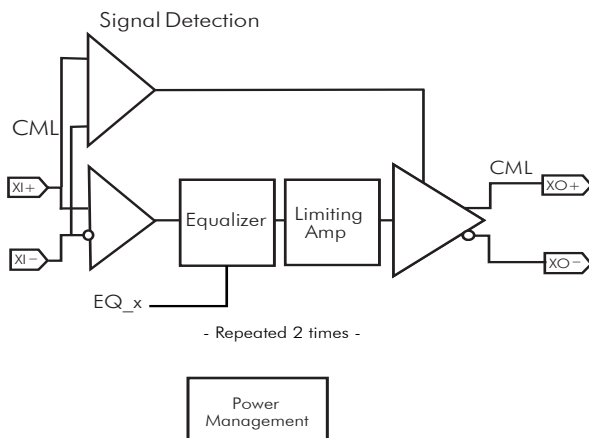 Signal Detection
CML
XI+
XI−
Equalizer
Limiting
Amp
CML
XO+
XO−
EQ_x
- Repeated 2 times -
Power
Management